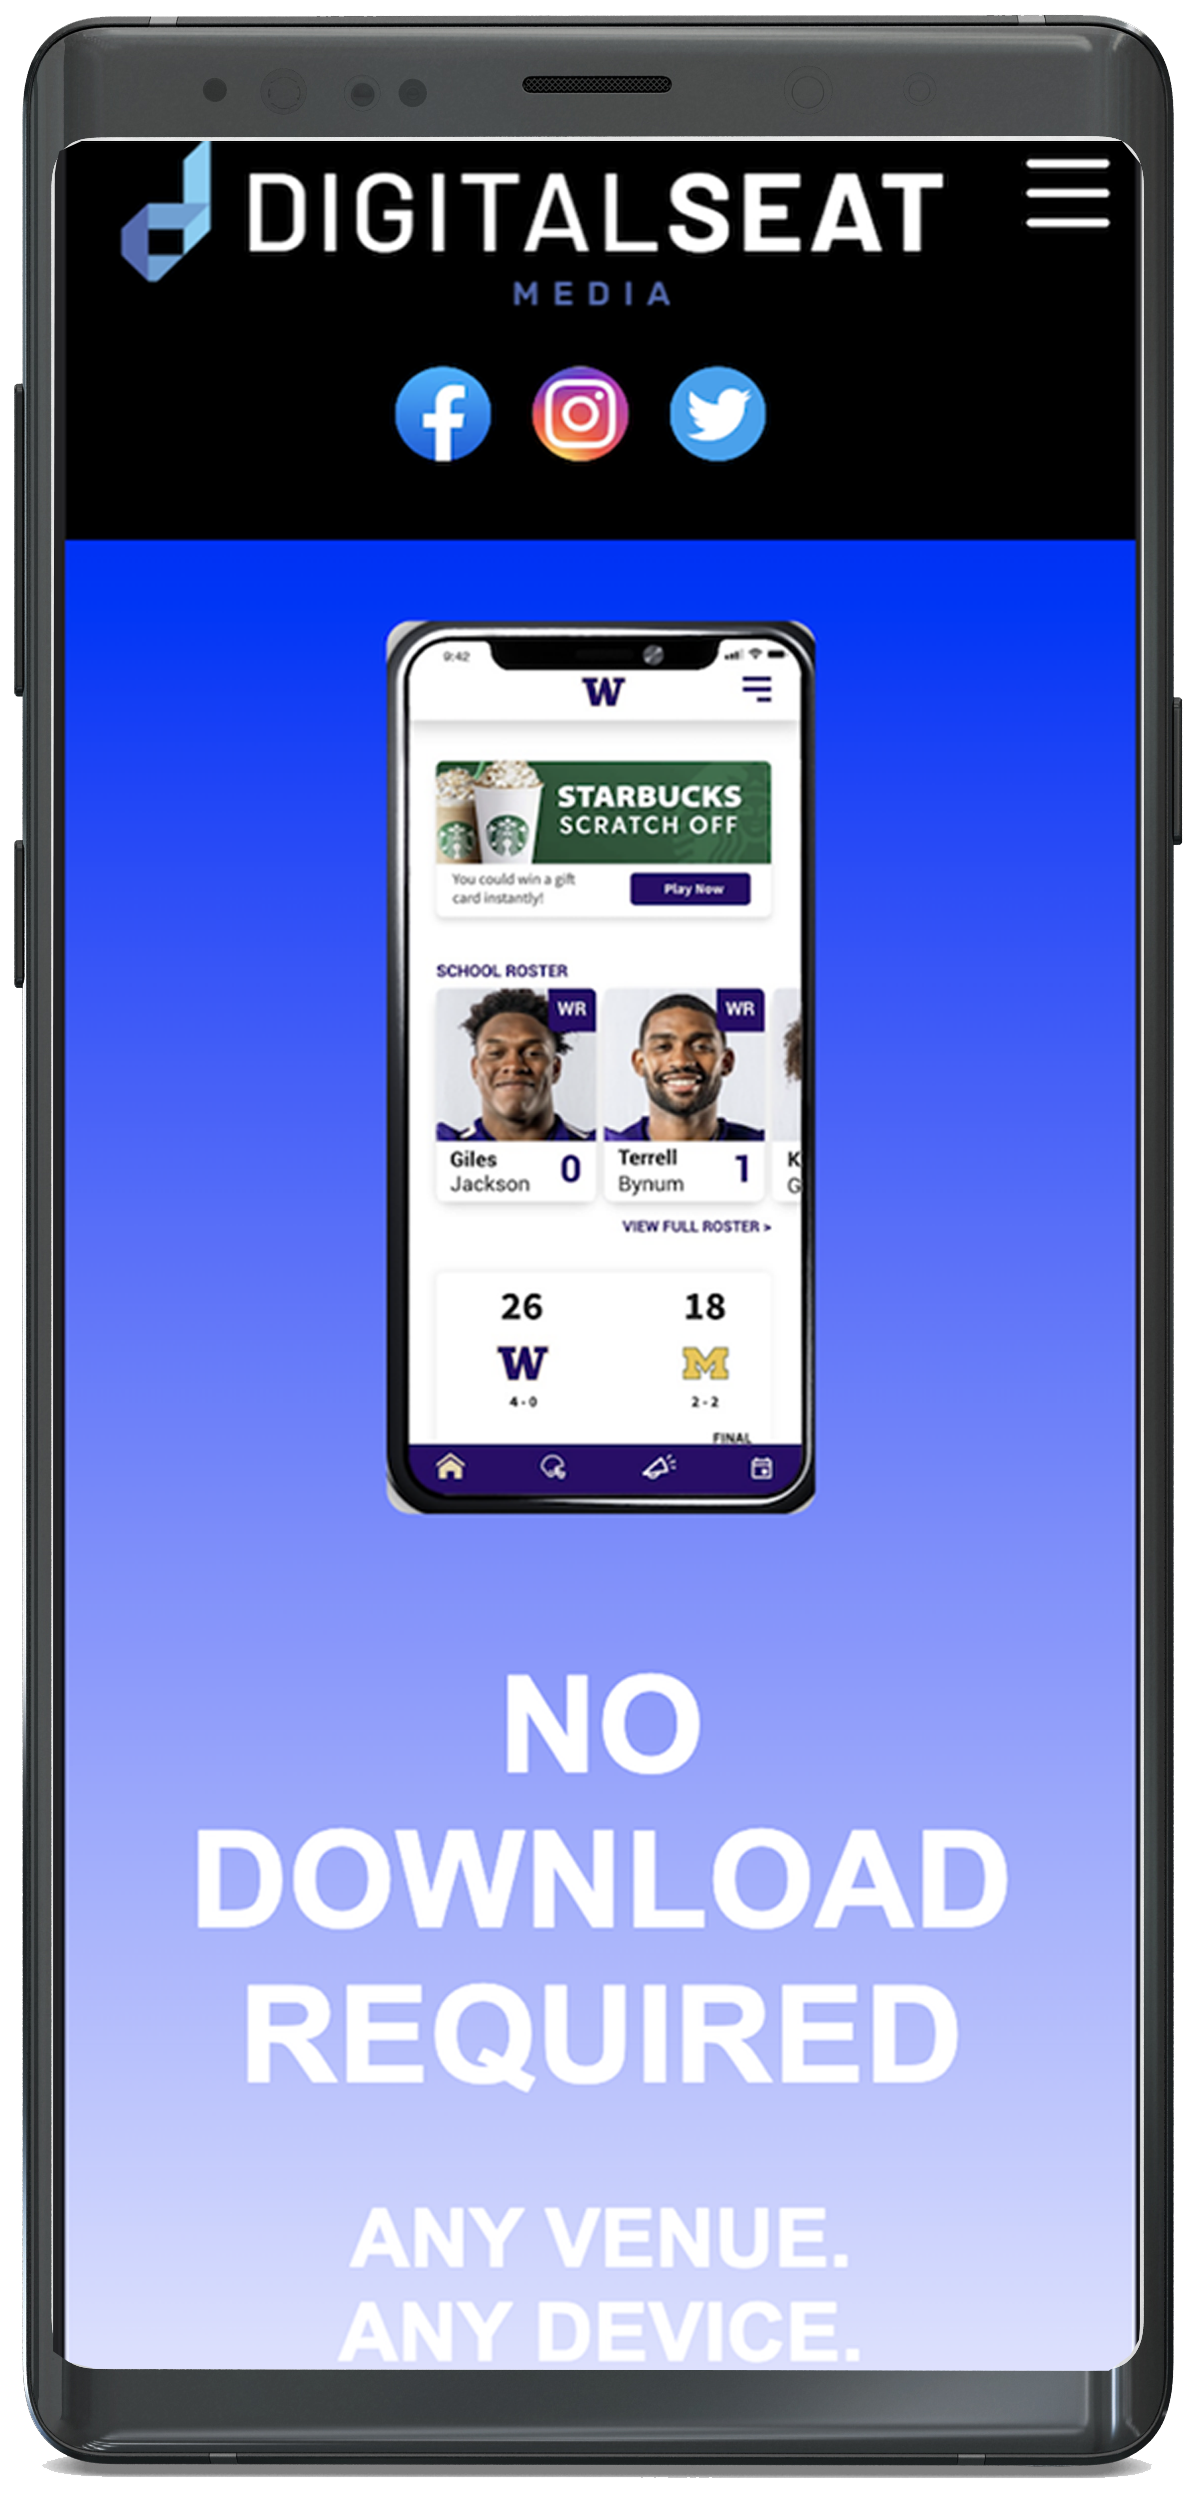 DIGITALSEAT
MEDIA
9:42
W
STARBUCKS
SCRATCH OFF
You could win a gift
card instantly!
Play Now
SCHOOL ROSTER
WR
WR
Giles
Jackson
0
Terrell
Bynum
1
K
G
VIEW FULL ROSTER >
26
18
W
M
4 - 0
2 - 2
FINAL
NO
DOWNLOAD
REQUIRED
ANY VENUE.
ANY DEVICE.